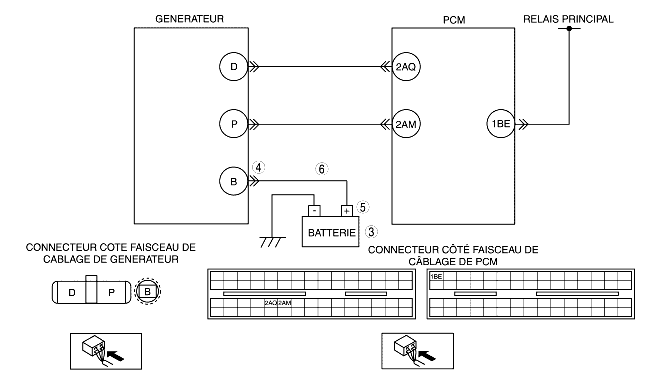 GENERATEUR
PCM
RELAIS PRINCIPAL
D
2AQ
P
2AM
1BE
4
6
B
-
+
5
BATTERIE
3
CONNECTEUR COTE FAISCEAU DE
CABLAGE DE GENERATEUR
CONNECTEUR CÔTÉ FAISCEAU DE
CÂBLAGE DE PCM
D
P
B
1BE
2AQ
2AM